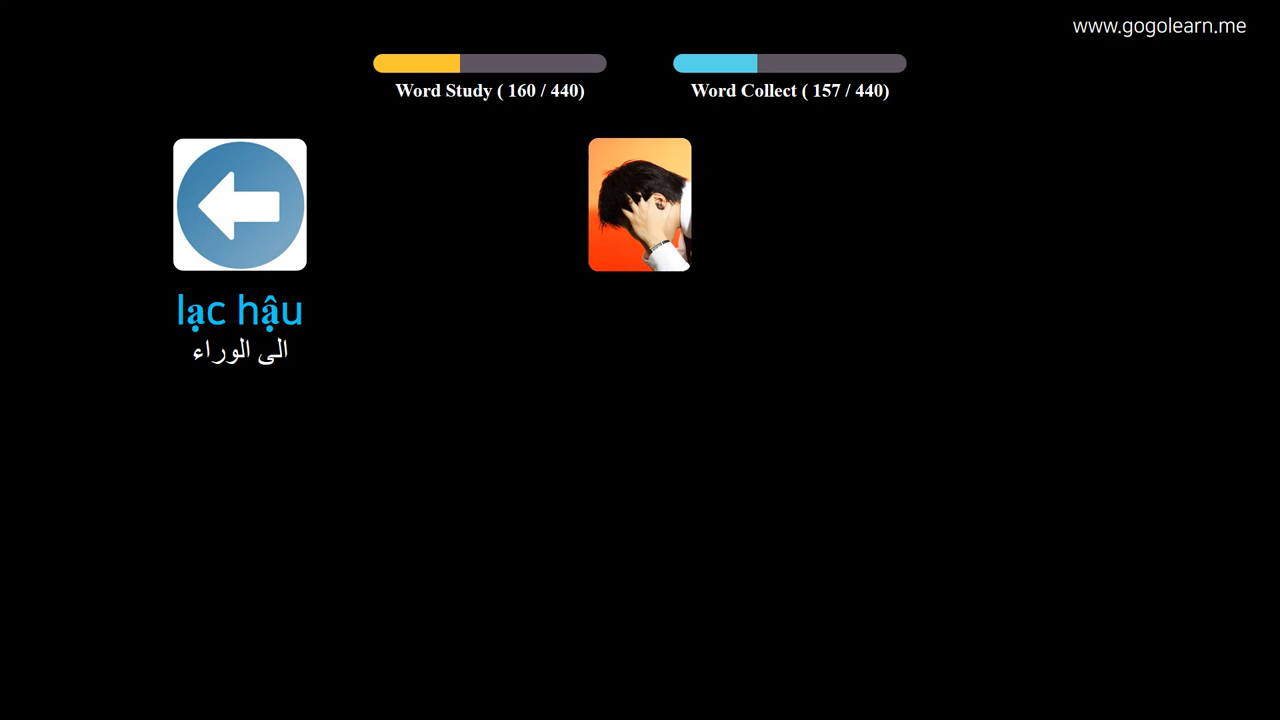 www.gogolearn.me
Word Study ( 160 / 440)
Word Collect ( 157 / 440)
lạc hậu
الى الوراء